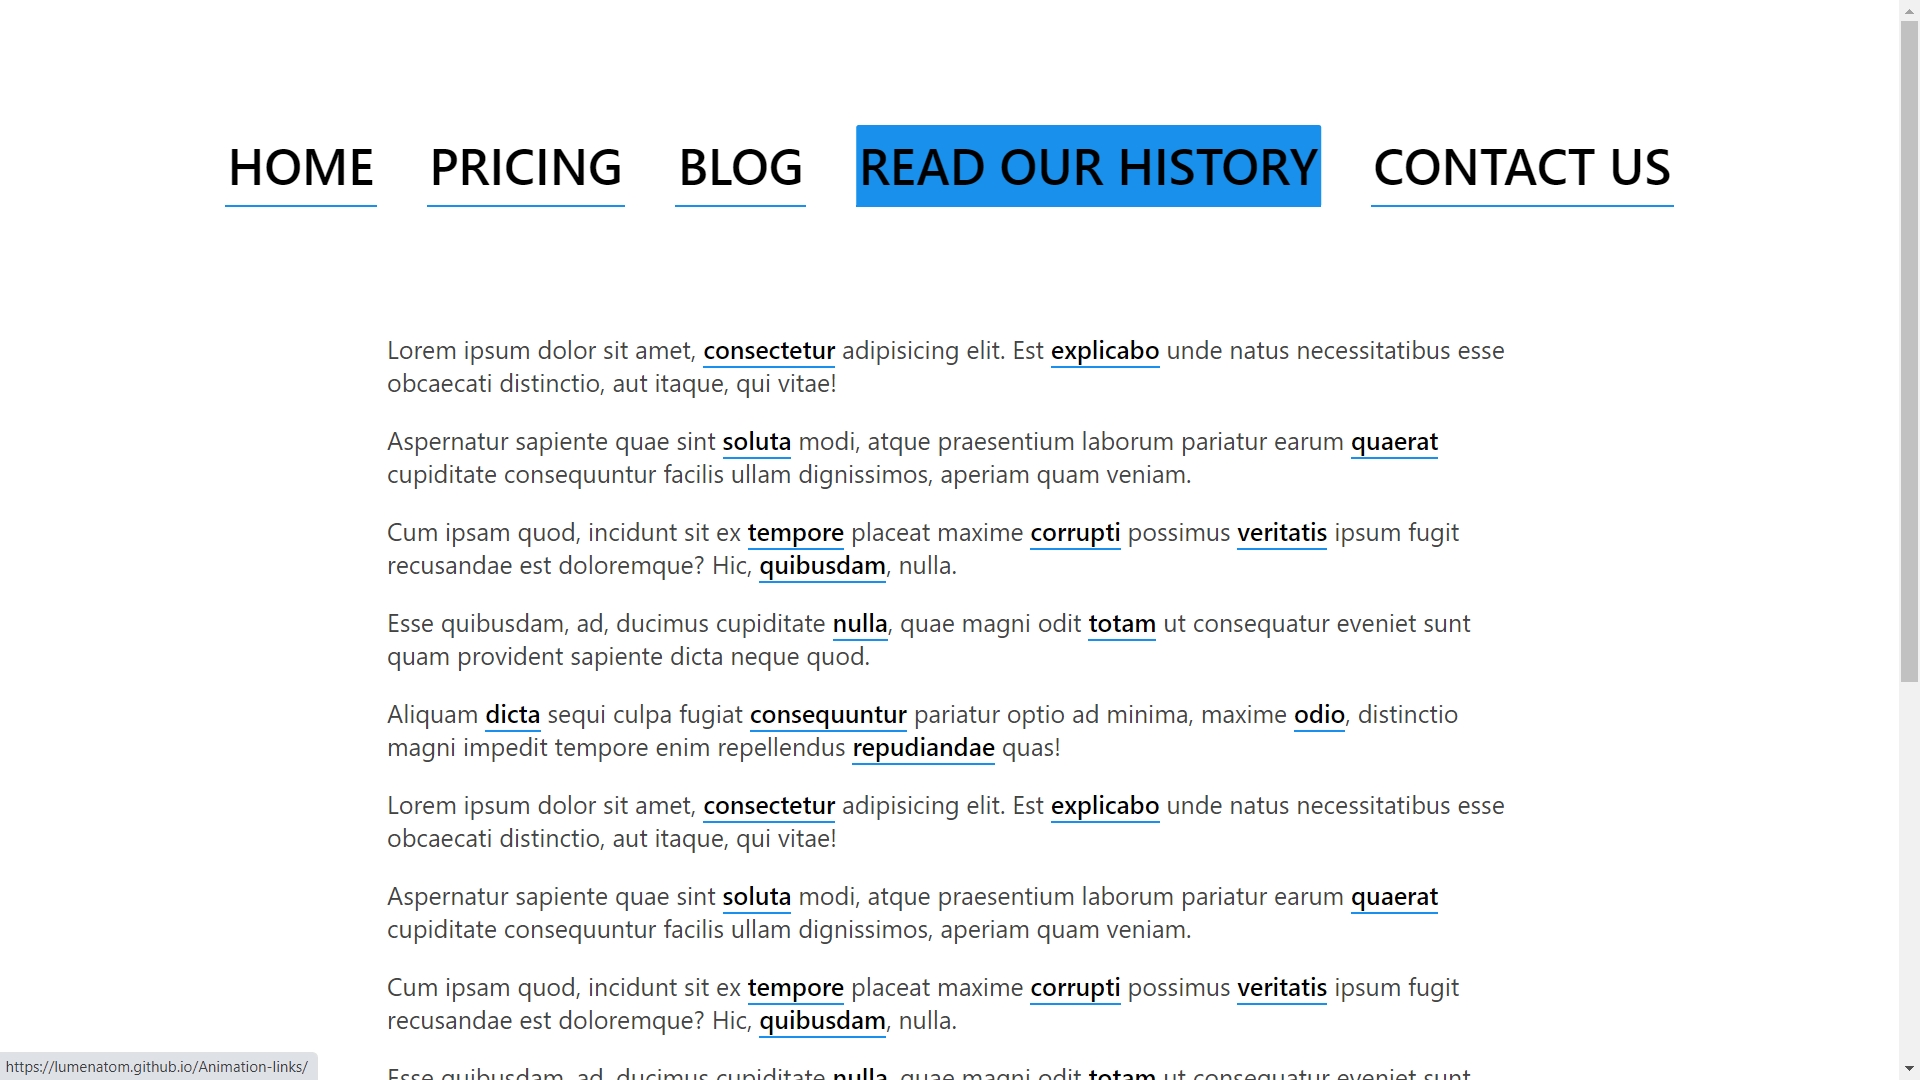 HOME PRICING BLOG READ OUR HISTORY CONTACT US
Lorem ipsum dolor sit amet, consectetur adipisicing elit. Est explicabo unde natus necessitatibus esse
obcaecati distinctio, aut itaque, qui vitae!
Aspernatur sapiente quae sint soluta modi, atque praesentium laborum pariatur earum quaerat
cupiditate consequuntur facilis ullam dignissimos, aperiam quam veniam.
Cum ipsam quod, incidunt sit ex tempore placeat maxime corrupti possimus veritatis ipsum fugit
recusandae est doloremque? Hic, quibusdam, nulla.
Esse quibusdam, ad, ducimus cupiditate nulla, quae magni odit totam ut consequatur eveniet sunt
quam provident sapiente dicta neque quod.
Aliquam dicta sequi culpa fugiat consequuntur pariatur optio ad minima, maxime odio, distinctio
magni impedit tempore enim repellendus repudiandae quas!
Lorem ipsum dolor sit amet, consectetur adipisicing elit. Est explicabo unde natus necessitatibus esse
obcaecati distinctio, aut itaque, qui vitae!
Aspernatur sapiente quae sint soluta modi, atque praesentium laborum pariatur earum quaerat
cupiditate consequuntur facilis ullam dignissimos, aperiam quam veniam.
Cum ipsam quod, incidunt sit ex tempore placeat maxime corrupti possimus veritatis ipsum fugit
recusandae est doloremque? Hic, quibusdam, nulla.
Esse quibusdam, ad, ducimus cupiditate nulla, quae magni odit totam ut consequatur eveniet sunt
https://lumenatom.github.io/Animation-links/